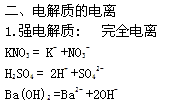 二、电解质的电离
1.强电解质： 完全电离
KNO₃= K⁻+NO₃⁻
H₂SO₄= 2H⁺+SO₄²⁻
Ba(OH)₂=Ba²⁺+2OH⁻